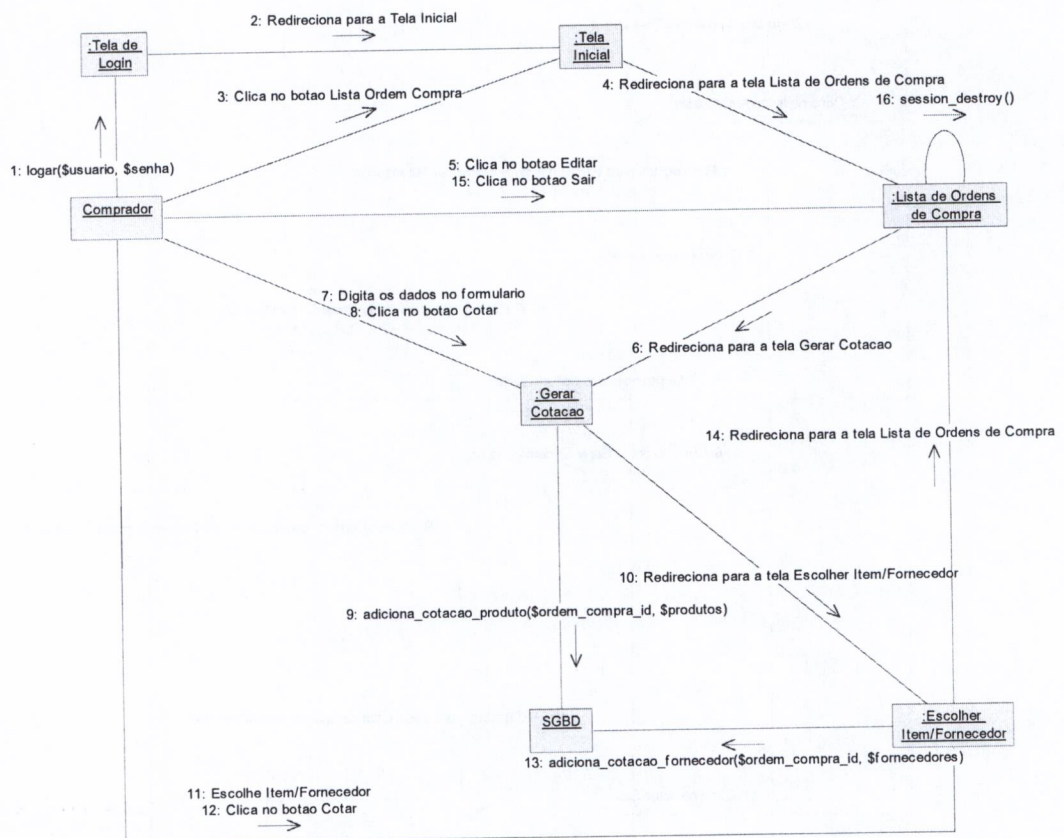 2: Redireciona para a Tela Inicial
:Tela de
Login
:Tela
Inicial
3: Clica no botao Lista Ordem Compra
4: Redireciona para a tela Lista de Ordens de Compra
16: session_destroy()
1: logar($usuario, $senha)
5: Clica no botao Editar
15: Clica no botao Sair
Comprador
:Lista de Ordens
de Compra
7: Digita os dados no formulario
8: Clica no botao Cotar
6: Redireciona para a tela Gerar Cotacao
:Gerar
Cotacao
14: Redireciona para a tela Lista de Ordens de Compra
10: Redireciona para a tela Escolher Item/Fornecedor
9: adiciona_cotacao_produto($ordem_compra_id, $produtos)
SGBD
:Escolher
Item/Fornecedor
13: adiciona_cotacao_fornecedor($ordem_compra_id, $fornecedores)
11: Escolhe Item/Fornecedor
12: Clica no botao Cotar